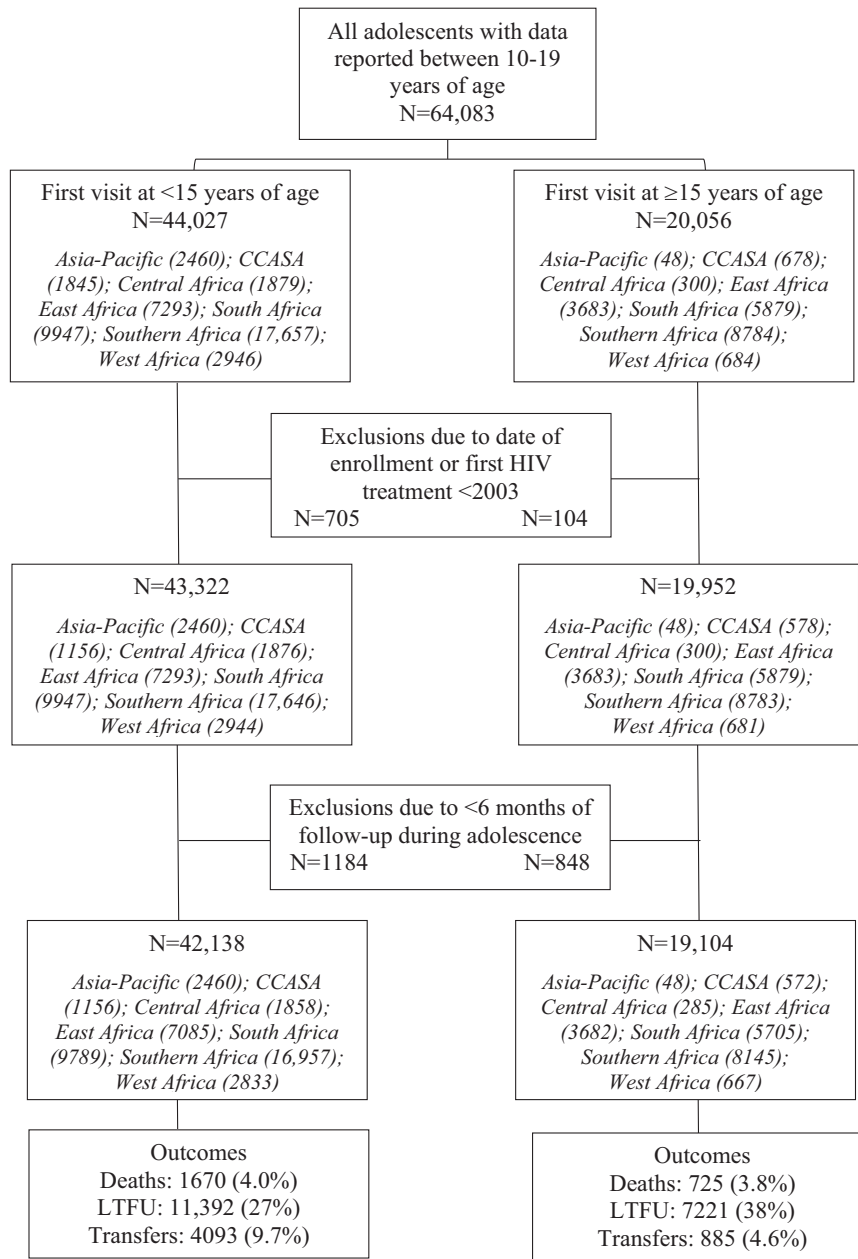 All adolescents with data
reported between 10-19
years of age
N=64,083
First visit at <15 years of age
N=44,027
Asia-Pacific (2460); CCASA
(1845); Central Africa (1879);
East Africa (7293); South Africa
(9947); Southern Africa (17,657);
West Africa (2946)
First visit at ≥15 years of age
N=20,056
Asia-Pacific (48); CCASA (678);
Central Africa (300); East Africa
(3683); South Africa (5879);
Southern Africa (8784);
West Africa (684)
Exclusions due to date of
enrollment or first HIV
treatment <2003
N=705 N=104
N=43,322
Asia-Pacific (2460); CCASA
(1156); Central Africa (1876);
East Africa (7293); South Africa
(9947); Southern Africa (17,646);
West Africa (2944)
N=19,952
Asia-Pacific (48); CCASA (578);
Central Africa (300); East Africa
(3683); South Africa (5879);
Southern Africa (8783);
West Africa (681)
Exclusions due to <6 months of
follow-up during adolescence
N=1184 N=848
N=42,138
Asia-Pacific (2460); CCASA
(1156); Central Africa (1858);
East Africa (7085); South Africa
(9789); Southern Africa (16,957);
West Africa (2833)
N=19,104
Asia-Pacific (48); CCASA (572);
Central Africa (285); East Africa
(3682); South Africa (5705);
Southern Africa (8145);
West Africa (667)
Outcomes
Deaths: 1670 (4.0%)
LTFU: 11,392 (27%)
Transfers: 4093 (9.7%)
Outcomes
Deaths: 725 (3.8%)
LTFU: 7221 (38%)
Transfers: 885 (4.6%)